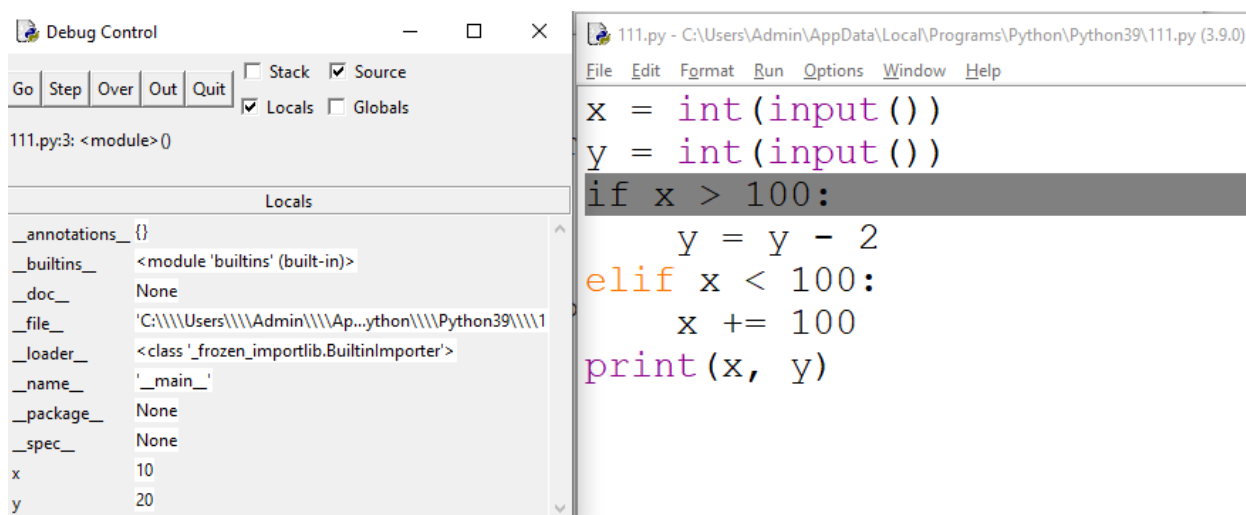 Debug Control
Go Step Over Out Quit
Stack Source
Locals Globals
111.py:3: <module>()
Locals
__annotations__ {}
__builtins__ <module 'builtins' (built-in)>
__doc__ None
__file__ 'C:\\\\Users\\\\Admin\\\\Ap...ython\\\\Python39\\\\1
__loader__ <class '_frozen_importlib.BuiltinImporter'>
__name__ '__main__'
__package__ None
__spec__ None
x 10
y 20
111.py - C:\Users\Admin\AppData\Local\Programs\Python\Python39\111.py (3.9.0)
File Edit Format Run Options Window Help
x = int(input())
y = int(input())
if x > 100:
    y = y - 2
elif x < 100:
    x += 100
print(x, y)